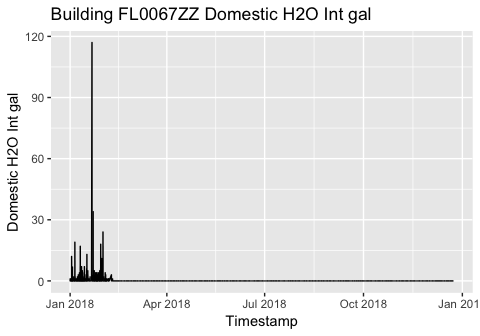 Building FL0067ZZ Domestic H2O Int gal
120
90
60
30
0
Domestic H2O Int gal
Jan 2018 Apr 2018 Jul 2018 Oct 2018 Jan 201
Timestamp